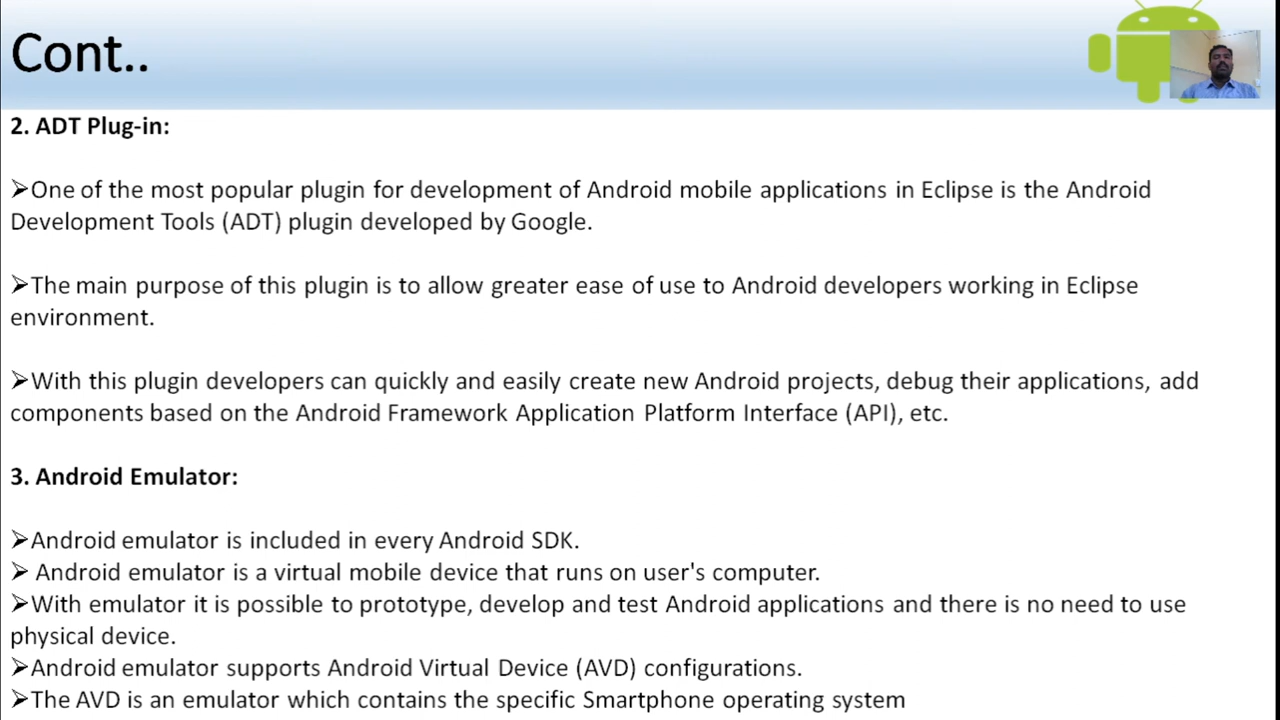 Cont..
2. ADT Plug-in:
➢One of the most popular plugin for development of Android mobile applications in Eclipse is the Android
Development Tools (ADT) plugin developed by Google.
➢The main purpose of this plugin is to allow greater ease of use to Android developers working in Eclipse
environment.
➢With this plugin developers can quickly and easily create new Android projects, debug their applications, add
components based on the Android Framework Application Platform Interface (API), etc.
3. Android Emulator:
➢Android emulator is included in every Android SDK.
➢ Android emulator is a virtual mobile device that runs on user's computer.
➢With emulator it is possible to prototype, develop and test Android applications and there is no need to use
physical device.
➢Android emulator supports Android Virtual Device (AVD) configurations.
➢The AVD is an emulator which contains the specific Smartphone operating system